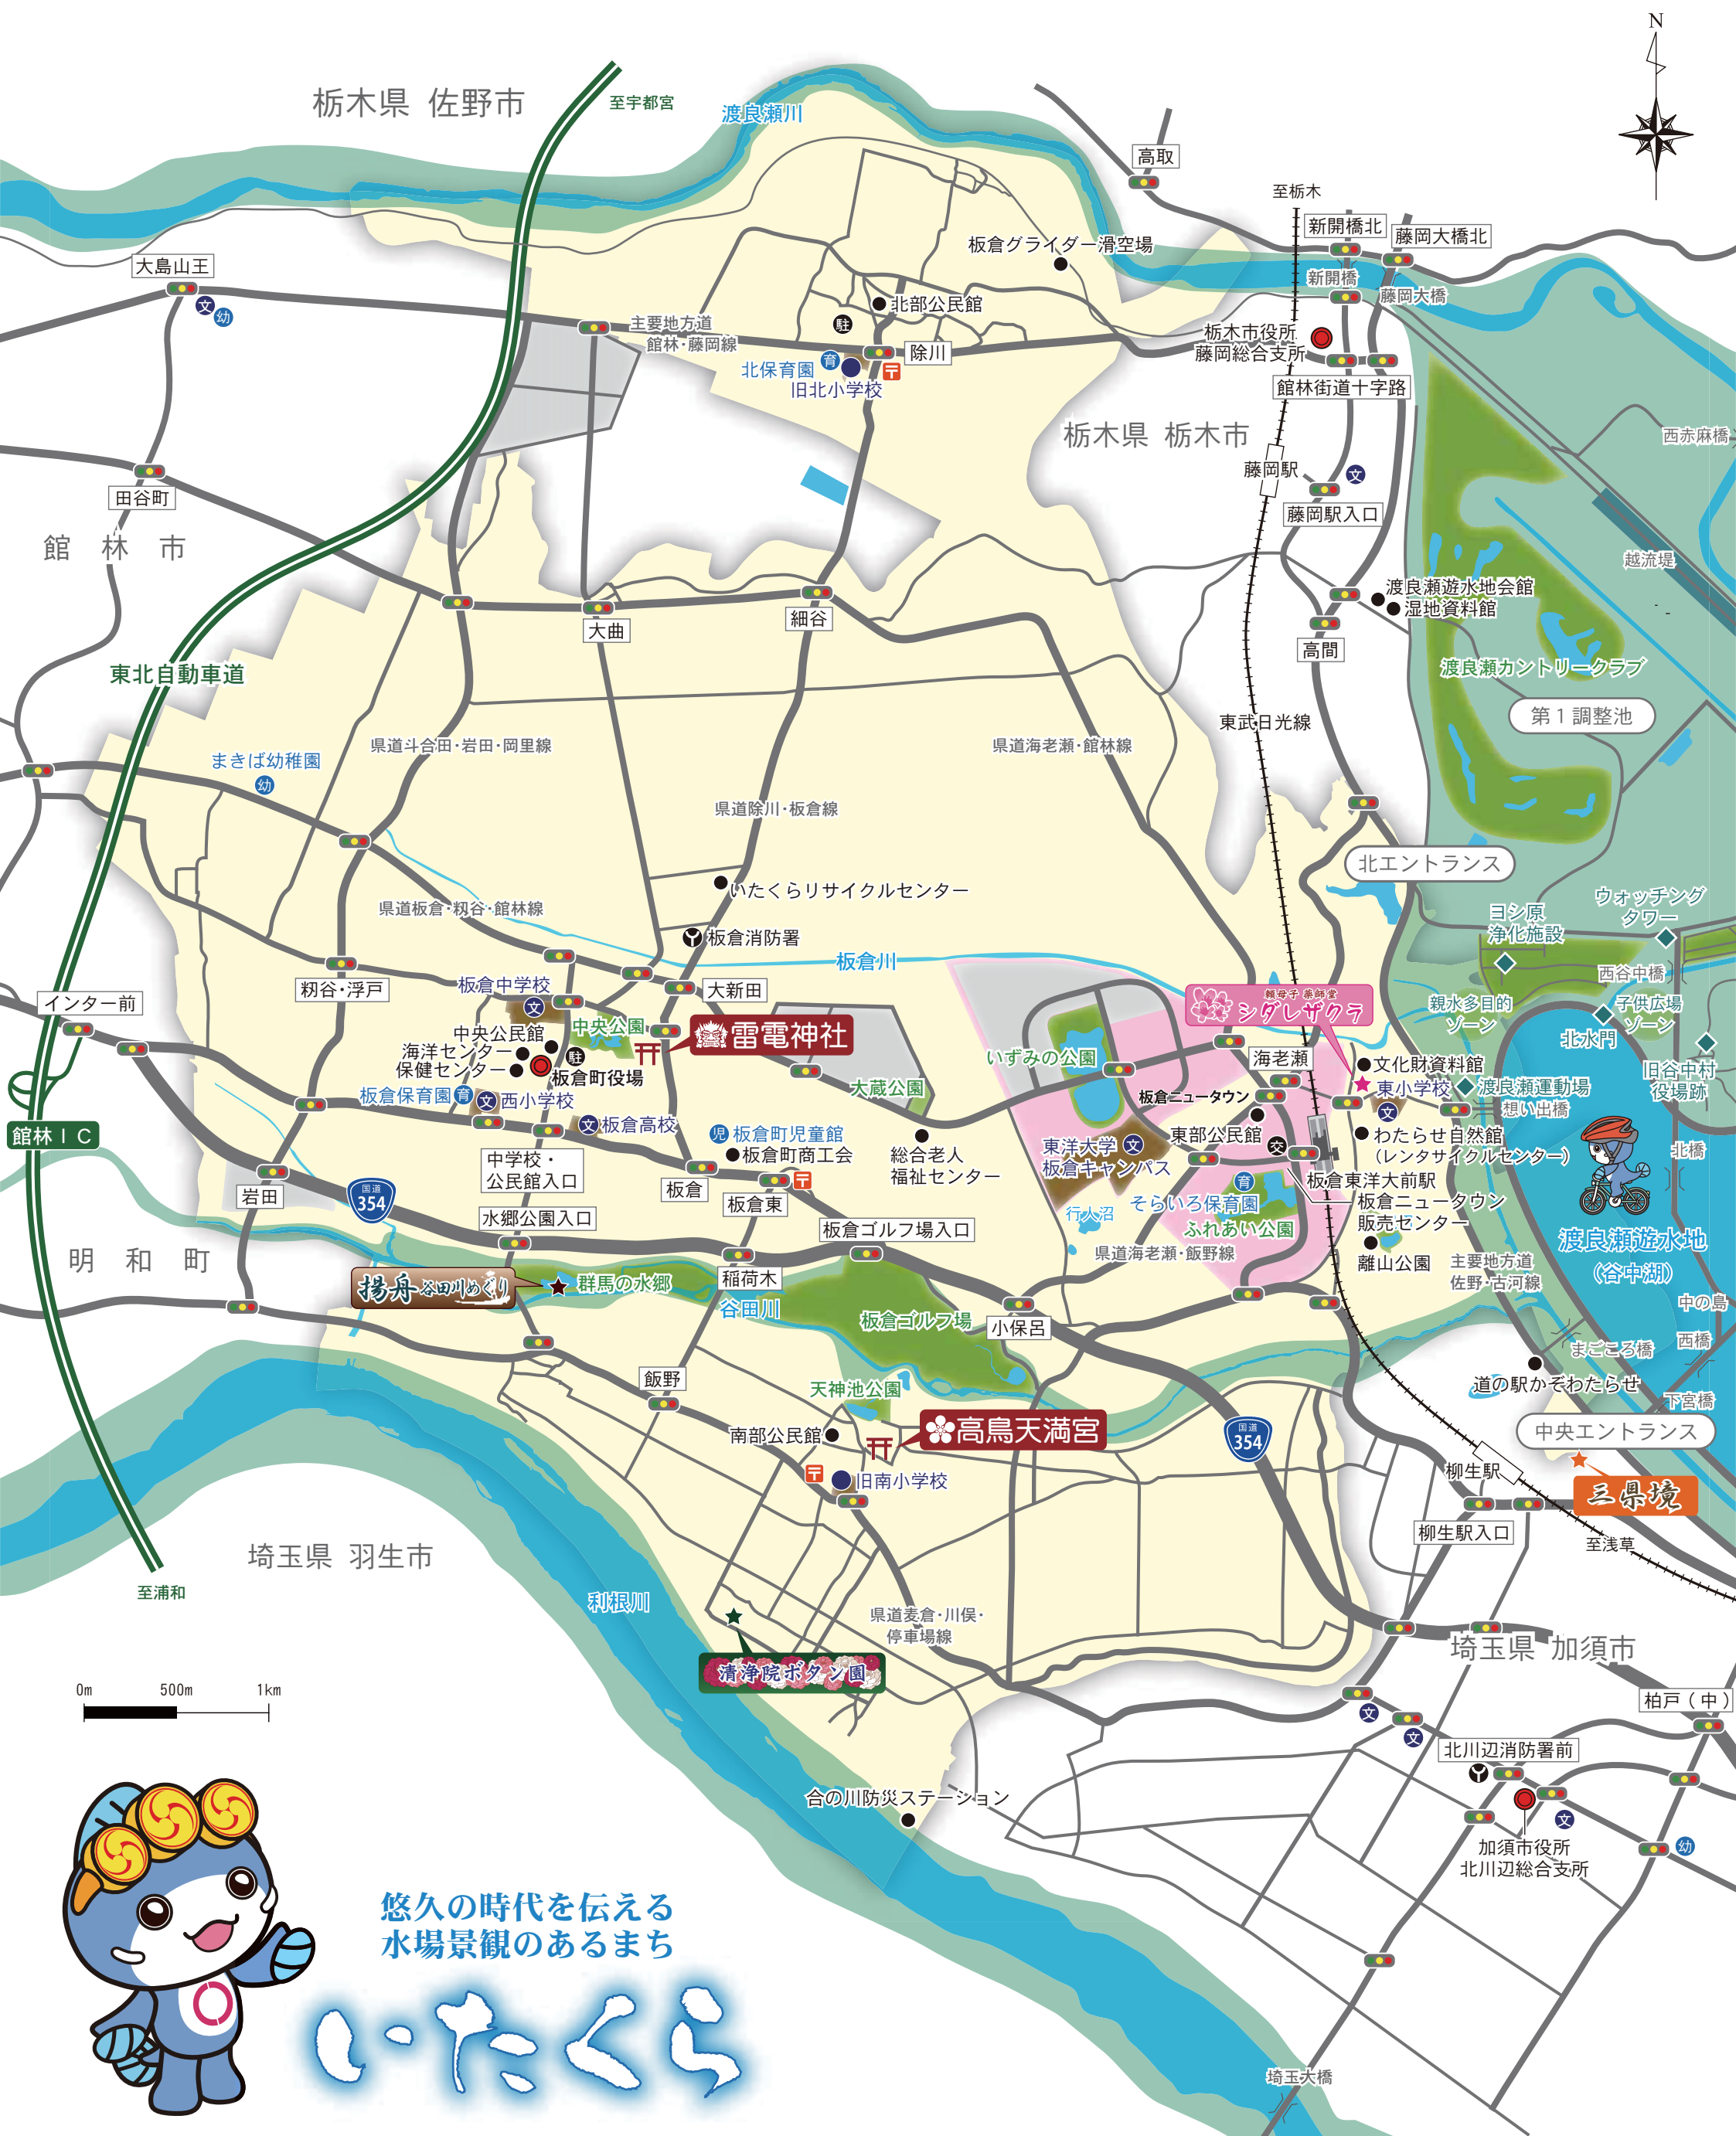 N
栃木県 佐野市
至宇都宮
渡良瀬川
高取
至栃木
新開橋北
藤岡大橋北
板倉グライダー滑空場
大島山王
文
幼
新開橋
藤岡大橋
北部公民館
駐
主要地方道
館林・藤岡線
栃木市役所
藤岡総合支所
除川
北保育園
育
旧北小学校
館林街道十字路
栃木県 栃木市
西赤麻橋
藤岡駅
文
田谷町
藤岡駅入口
館 林 市
越流堤
渡良瀬遊水地会館
湿地資料館
大曲
細谷
高間
東北自動車道
渡良瀬カントリークラブ
第1調整池
東武日光線
県道斗合田・岩田・岡里線
県道海老瀬・館林線
まきば幼稚園
幼
県道除川・板倉線
北エントランス
いたくらリサイクルセンター
ウォッチング
タワー
県道板倉・籾谷・館林線
ヨシ原
浄化施設
板倉消防署
板倉川
西谷中橋
籾谷・浮戸
板倉中学校
文
大新田
インター前
頼母子 薬師堂
シダレザクラ
親水多目的
ゾーン
子供広場
ゾーン
北水門
中央公園
雷電神社
中央公民館
海洋センター
保健センター
駐
板倉町役場
いずみの公園
海老瀬
文化財資料館
旧谷中村
役場跡
大蔵公園
東小学校
文
渡良瀬運動場
想い出橋
板倉保育園
育
文
西小学校
板倉ニュータウン
館林IC
文
板倉高校
児
板倉町児童館
板倉町商工会
東部公民館
交
わたらせ自然館
(レンタサイクルセンター)
東洋大学
文
板倉キャンパス
北橋
総合老人
福祉センター
中学校・
公民館入口
岩田
国道
354
板倉
板倉東
育
板倉東洋大前駅
そらいろ保育園
板倉ニュータウン
販売センター
水郷公園入口
板倉ゴルフ場入口
行人沼
ふれあい公園
渡良瀬遊水地
(谷中湖)
明 和 町
県道海老瀬・飯野線
離山公園
主要地方道
佐野・古河線
稲荷木
揚舟 谷田川めぐり
群馬の水郷
谷田川
中の島
板倉ゴルフ場
小保呂
西橋
まごころ橋
飯野
天神池公園
道の駅かぞわたらせ
下宮橋
高鳥天満宮
南部公民館
国道
354
中央エントランス
柳生駅
旧南小学校
三県境
柳生駅入口
至浅草
埼玉県 羽生市
至浦和
利根川
県道麦倉・川俣・
停車場線
埼玉県 加須市
清浄院ボタン園
0m
500m
1km
柏戸(中)
文
文
北川辺消防署前
合の川防災ステーション
文
加須市役所
北川辺総合支所
幼
悠久の時代を伝える
水場景観のあるまち
いたくら
埼玉大橋